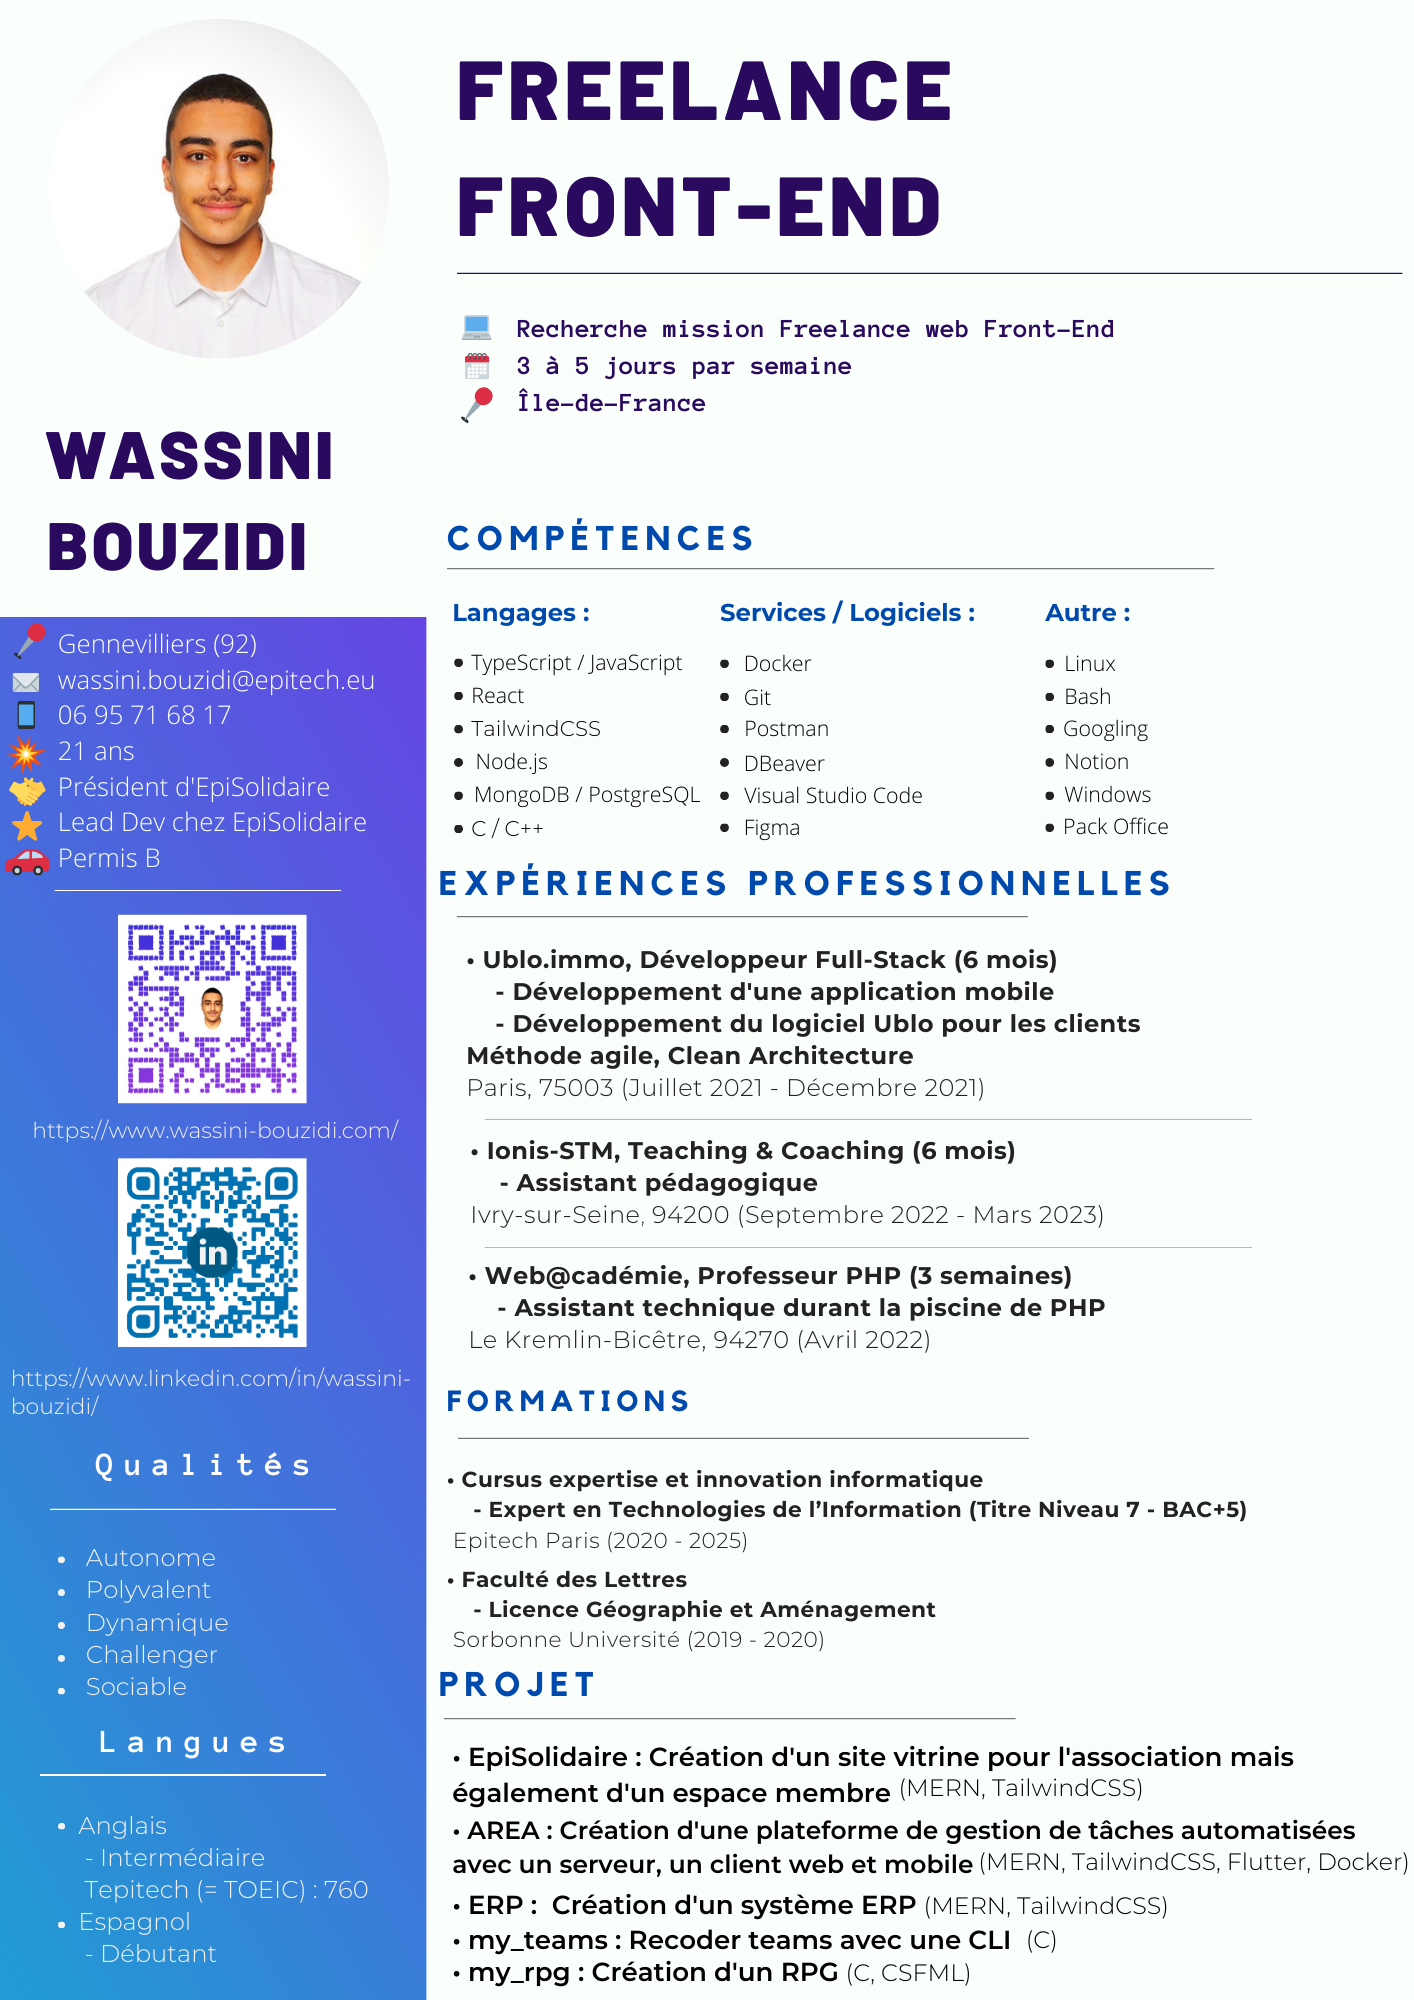 FREELANCE
FRONT-END
Recherche mission Freelance web Front-End
3 à 5 jours par semaine
Île-de-France
WASSINI
BOUZIDI
Gennevilliers (92)
wassini.bouzidi@epitech.eu
06 95 71 68 17
21 ans
Président d'EpiSolidaire
Lead Dev chez EpiSolidaire
Permis B
https://www.wassini-bouzidi.com/
in
https://www.linkedin.com/in/wassini-
bouzidi/
Qualités
• Autonome
• Polyvalent
• Dynamique
• Challenger
• Sociable
Langues
• Anglais
- Intermédiaire
Tepitech (= TOEIC) : 760
• Espagnol
- Débutant
COMPÉTENCES
Langages :
• TypeScript / JavaScript
• React
• TailwindCSS
• Node.js
• MongoDB / PostgreSQL
• C / C++
Services / Logiciels :
• Docker
• Git
• Postman
• DBeaver
• Visual Studio Code
• Figma
Autre :
• Linux
• Bash
• Googling
• Notion
• Windows
• Pack Office
EXPÉRIENCES PROFESSIONNELLES
• Ublo.immo, Développeur Full-Stack (6 mois)
- Développement d'une application mobile
- Développement du logiciel Ublo pour les clients
Méthode agile, Clean Architecture
Paris, 75003 (Juillet 2021 - Décembre 2021)
• Ionis-STM, Teaching & Coaching (6 mois)
- Assistant pédagogique
Ivry-sur-Seine, 94200 (Septembre 2022 - Mars 2023)
• Web@cadémie, Professeur PHP (3 semaines)
- Assistant technique durant la piscine de PHP
Le Kremlin-Bicêtre, 94270 (Avril 2022)
FORMATIONS
• Cursus expertise et innovation informatique
- Expert en Technologies de l’Information (Titre Niveau 7 - BAC+5)
Epitech Paris (2020 - 2025)
• Faculté des Lettres
- Licence Géographie et Aménagement
Sorbonne Université (2019 - 2020)
PROJET
• EpiSolidaire : Création d'un site vitrine pour l'association mais
également d'un espace membre (MERN, TailwindCSS)
• AREA : Création d'une plateforme de gestion de tâches automatisées
avec un serveur, un client web et mobile (MERN, TailwindCSS, Flutter, Docker)
• ERP : Création d'un système ERP (MERN, TailwindCSS)
• my_teams : Recoder teams avec une CLI (C)
• my_rpg : Création d'un RPG (C, CSFML)